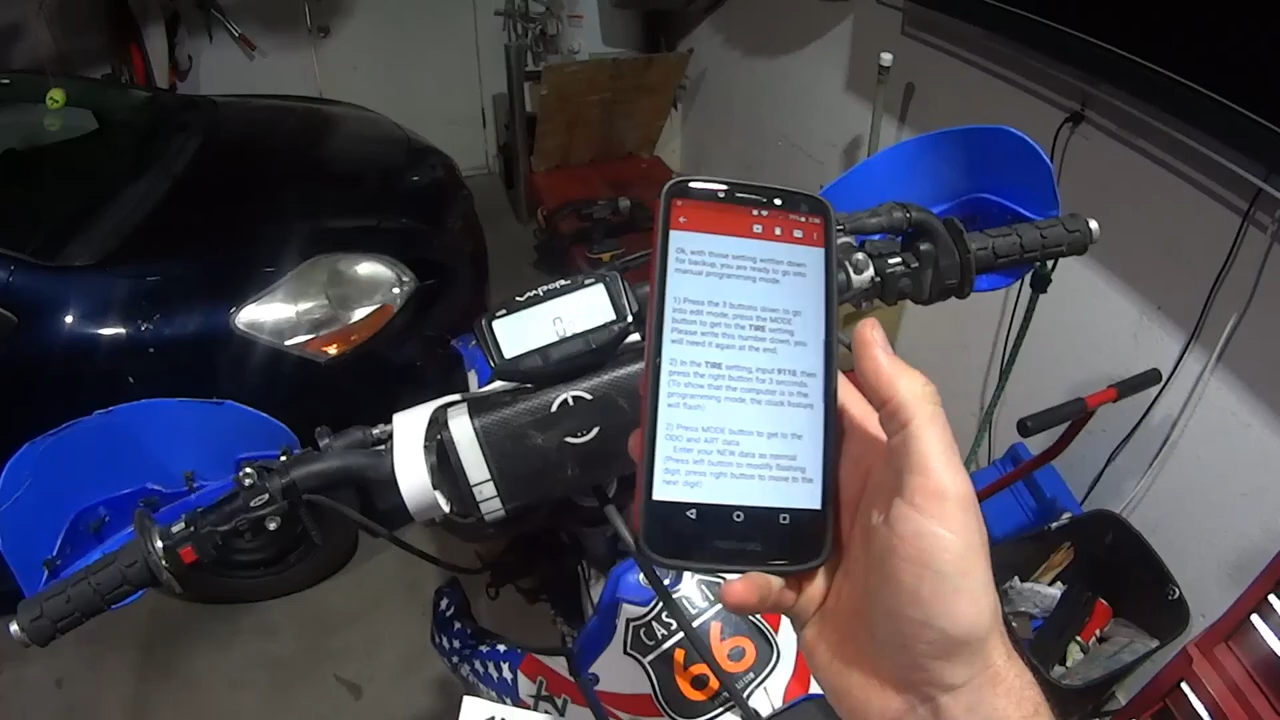 Ok, with those setting written down
for backup, you are ready to go into
manual programming mode.
1) Press the 3 buttons down to go
into edit mode, press the MODE
button to get to the TIRE setting.
Please write this number down, you
will need it again at the end.
2) In the TIRE setting, input 9110, then
press the right button for 3 seconds.
(To show that the computer is in the
programming mode, the clock feature
will flash)
2) Press MODE button to get to the
ODO and ART data.
Enter your NEW data as normal
(Press left button to modify flashing
digit, press right button to move to the
next digit)
Vapor
0
66